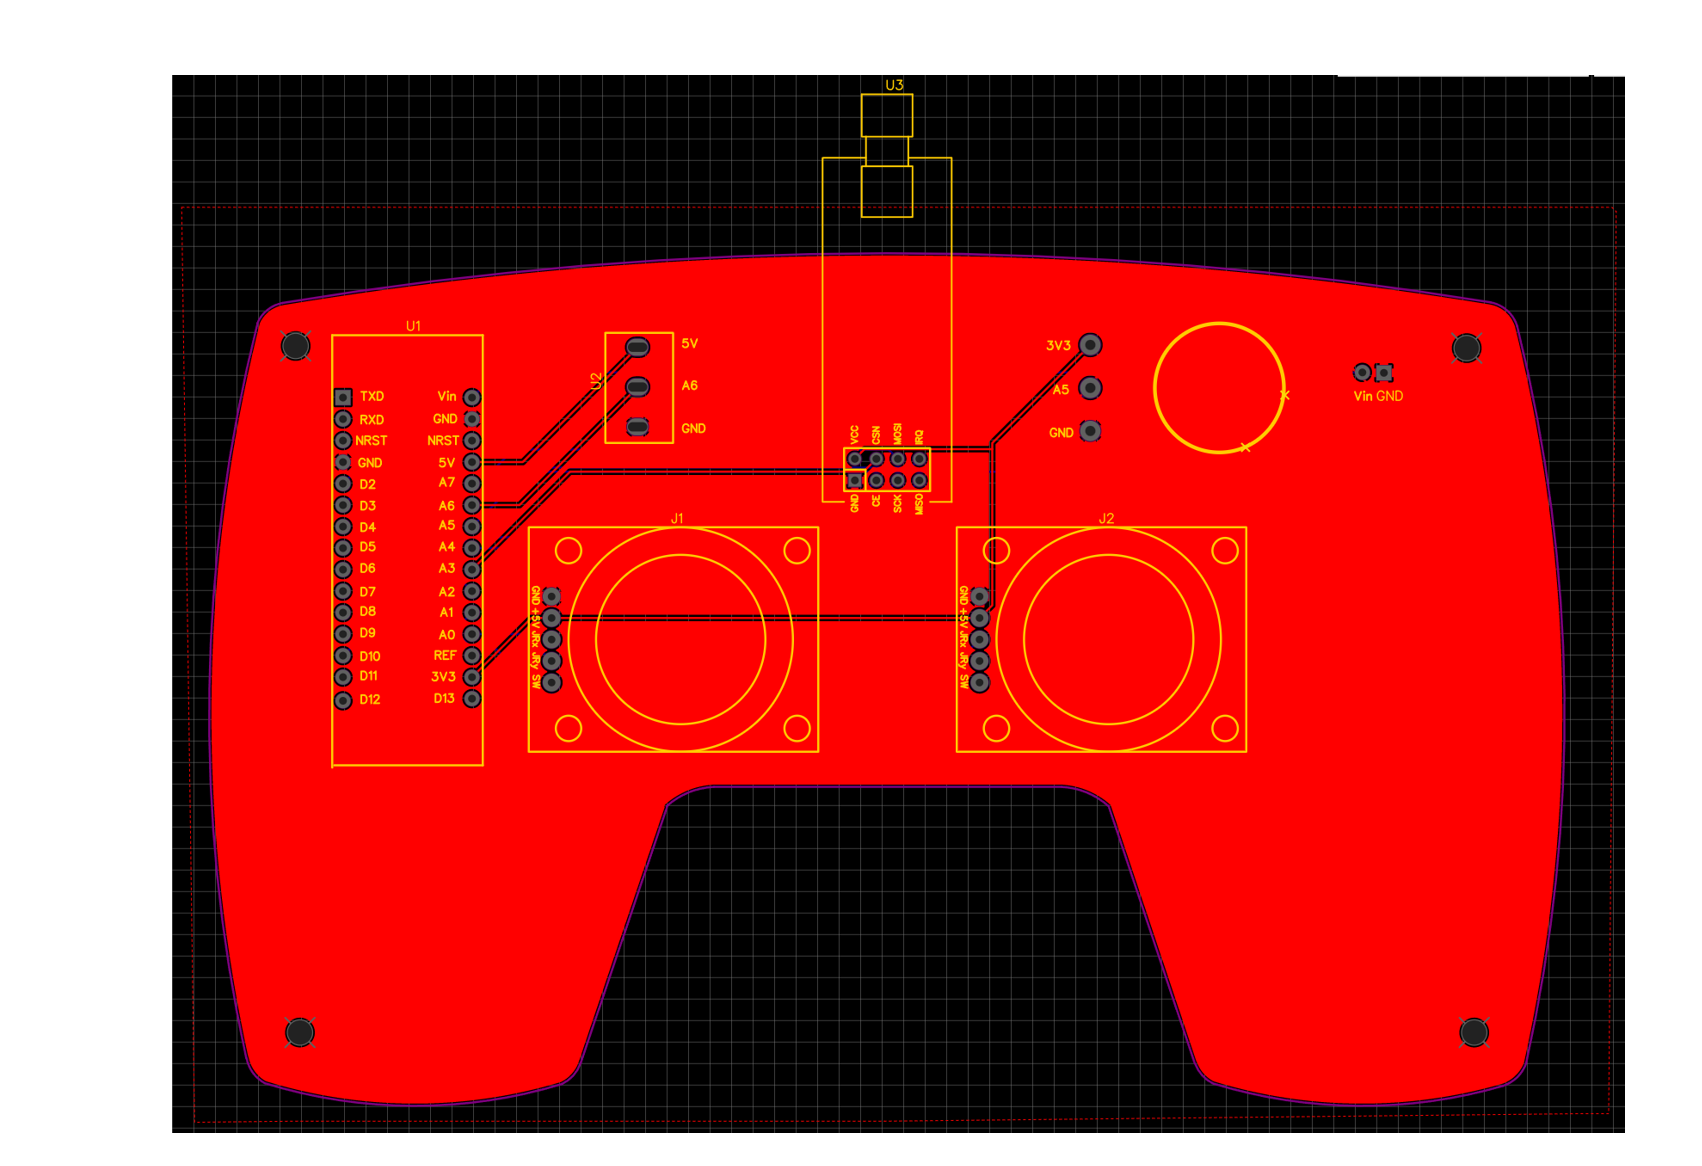 U3
U1
TXD
RXD
NRST
GND
D2
D3
D4
D5
D6
D7
D8
D9
D10
D11
D12
Vin
GND
NRST
5V
A7
A6
A5
A4
A3
A2
A1
A0
REF
3V3
D13
U2
5V
A6
GND
VCC CSN MOSI IRQ
GND CE SCK MISO
3V3
A5
GND
Vin GND
J1
GND +5V JRx JRy SW
J2
GND +5V JRx JRy SW